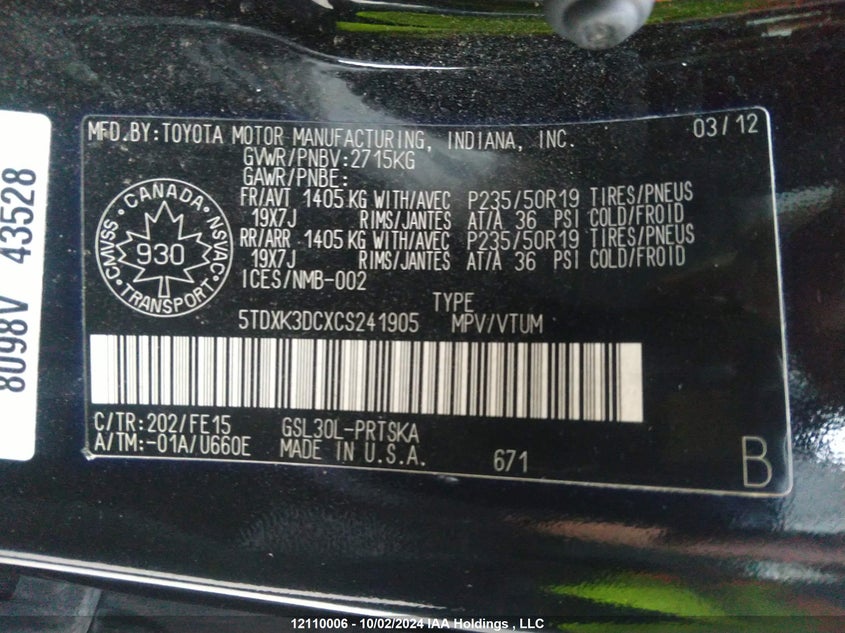 MFD.BY:TOYOTA MOTOR MANUFACTURING, INDIANA, INC. 03/12
GVWR/PNBV:2715KG
GAWR/PNBE:
FR/AVT 1405 KG WITH/AVEC P235/50R19 TIRES/PNEUS
19X7J RIMS/JANTES AT/A 36 PSI COLD/FROID
RR/ARR 1405 KG WITH/AVEC P235/50R19 TIRES/PNEUS
19X7J RIMS/JANTES AT/A 36 PSI COLD/FROID
ICES/NMB-002
CANADA
CMVSS
NSVAC
930
TRANSPORT
TYPE
5TDXK3DCXCS241905 MPV/VTUM
C/TR:202/FE15 GSL30L-PRTSKA
A/TM:-01A/U660E MADE IN U.S.A. 671 B
8098V 43528
12110006 - 10/02/2024 IAA Holdings , LLC